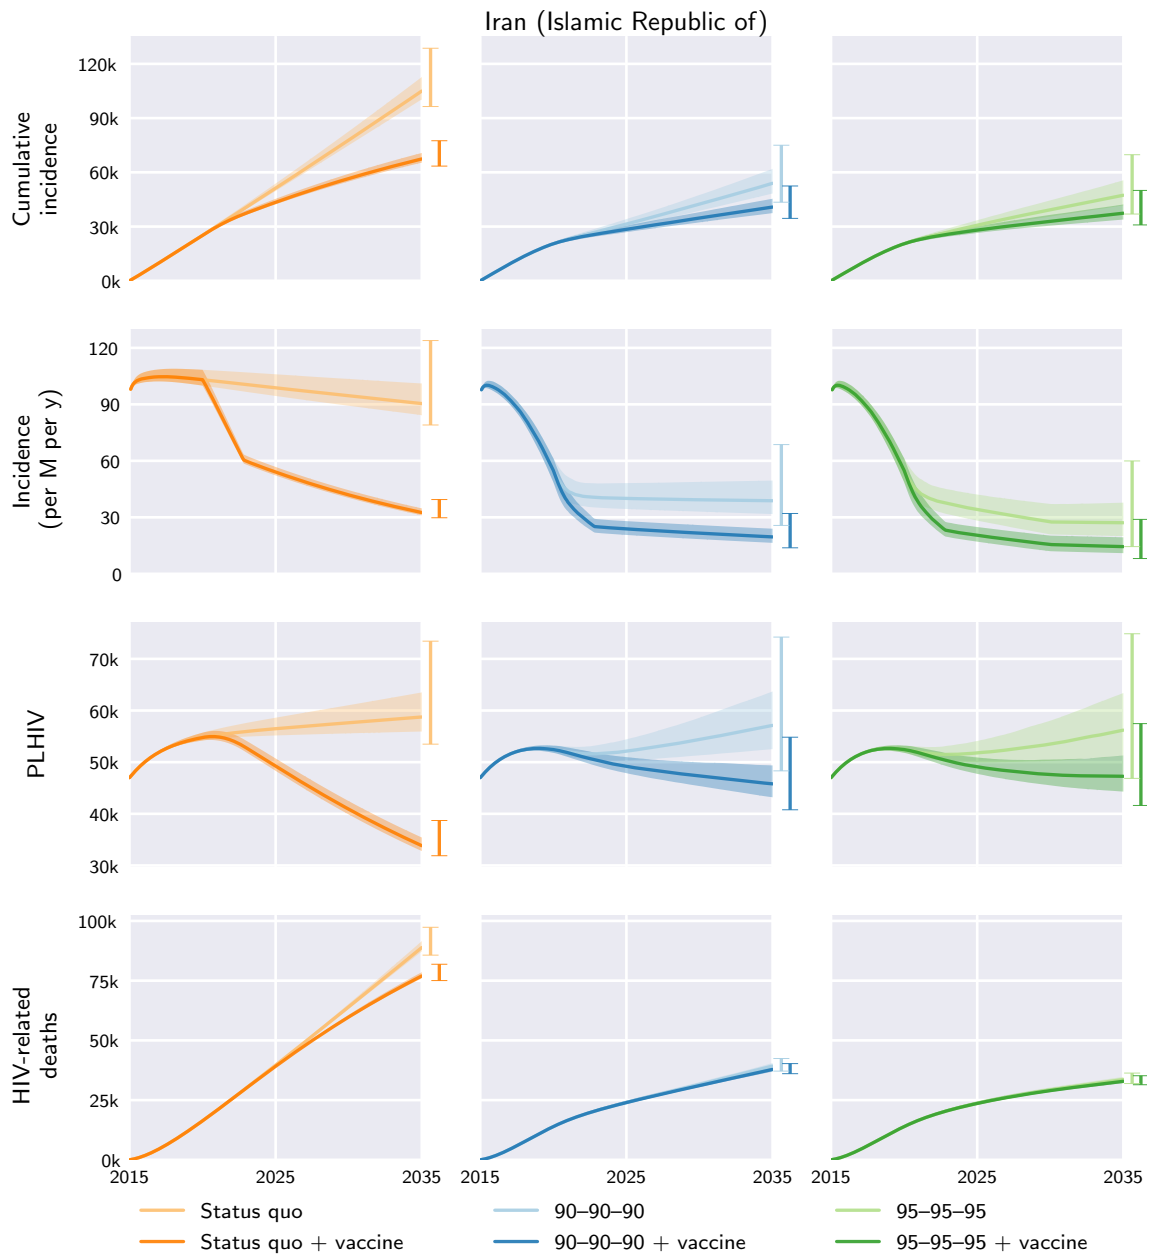 Iran (Islamic Republic of)
Cumulative
incidence
120k
90k
60k
30k
0k
Incidence
(per M per y)
120
90
60
30
0
PLHIV
70k
60k
50k
40k
30k
HIV-related
deaths
100k
75k
50k
25k
0k
2015
2025
2035
2015
2025
2035
2015
2025
2035
Status quo
90–90–90
95–95–95
Status quo + vaccine
90–90–90 + vaccine
95–95–95 + vaccine